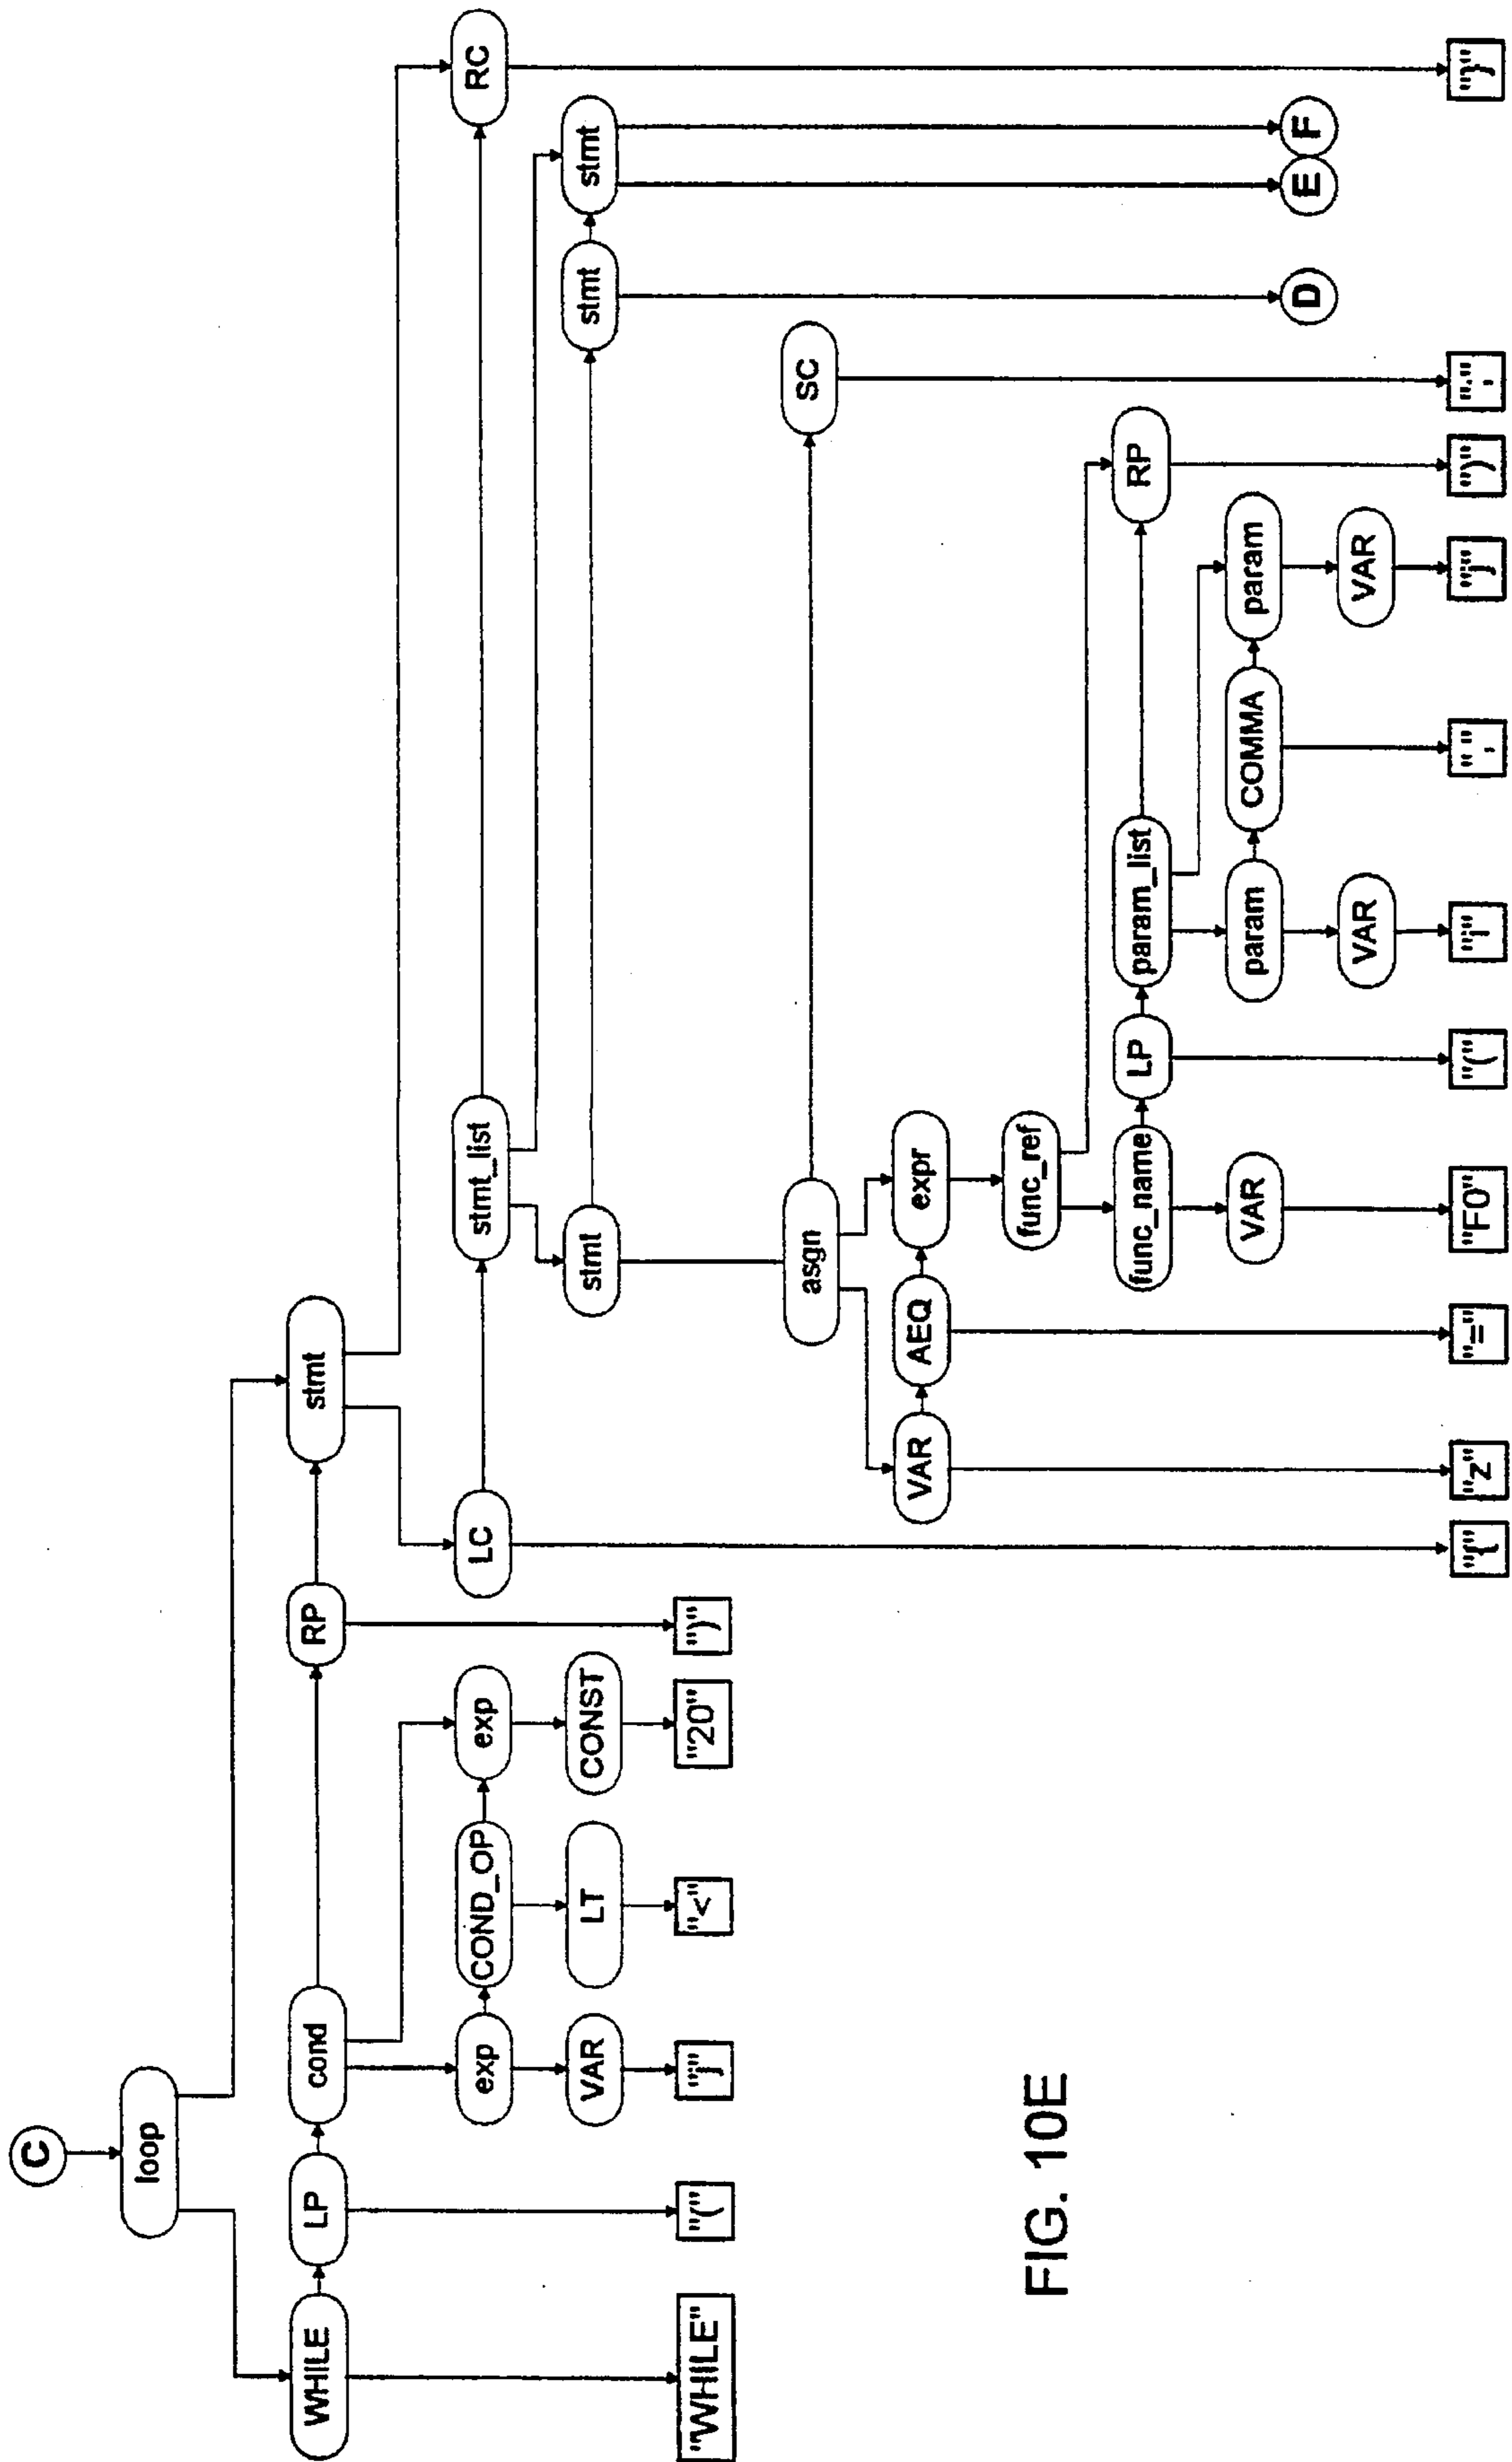 C
loop
WHILE LP cond RP stmt
exp COND_OP exp LC stmt_list RC
VAR LT CONST stmt stmt stmt
"WHILE" "(" "j" "<" "20" ")"
asgn SC
VAR AEQ expr
func_ref
func_name LP param_list RP
VAR param COMMA param
D E F
VAR VAR
"{" "z" "=" "F0" "(" "i" "," "j" ")" ";" "}"
FIG. 10E